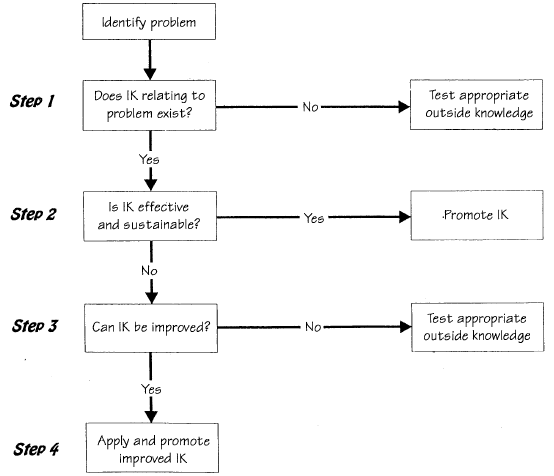 Identify problem
Step 1
Does IK relating to
problem exist?
No
Test appropriate
outside knowledge
Yes
Step 2
Is IK effective
and sustainable?
Yes
Promote IK
No
Step 3
Can IK be improved?
No
Test appropriate
outside knowledge
Yes
Step 4
Apply and promote
improved IK